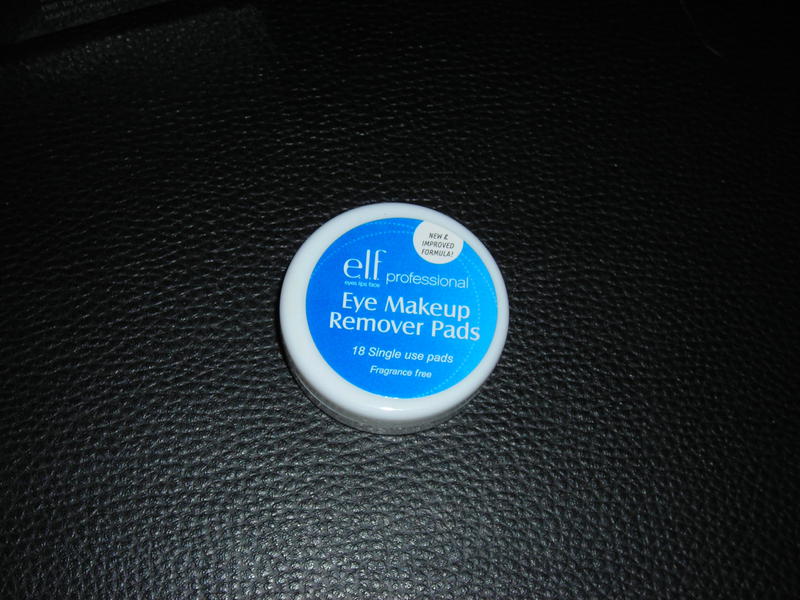 NEW &
IMPROVED
FORMULA!
e.l.f. professional
eyes lips face
Eye Makeup
Remover Pads
18 Single use pads
Fragrance free